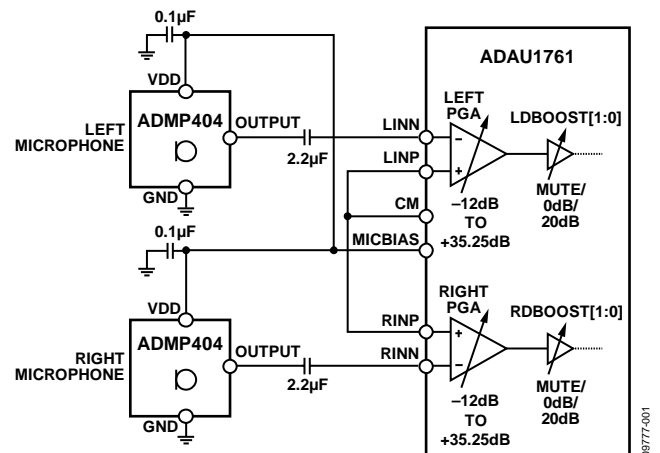 0.1µF
ADAU1761
VDD
ADMP404
LEFT
MICROPHONE
OUTPUT
2.2µF
GND
LINN
LINP
CM
MICBIAS
LEFT
PGA
–12dB
TO
+35.25dB
LDBOOST[1:0]
MUTE/
0dB/
20dB
0.1µF
VDD
ADMP404
RIGHT
MICROPHONE
OUTPUT
2.2µF
GND
RINP
RINN
RIGHT
PGA
–12dB
TO
+35.25dB
RDBOOST[1:0]
MUTE/
0dB/
20dB
09777-001